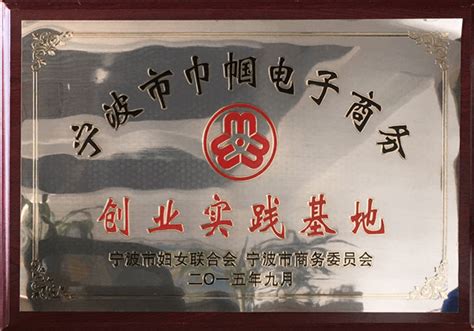 宁波市巾帼电子商务
创业实践基地
宁波市妇女联合会 宁波市商务委员会
二〇一五年九月